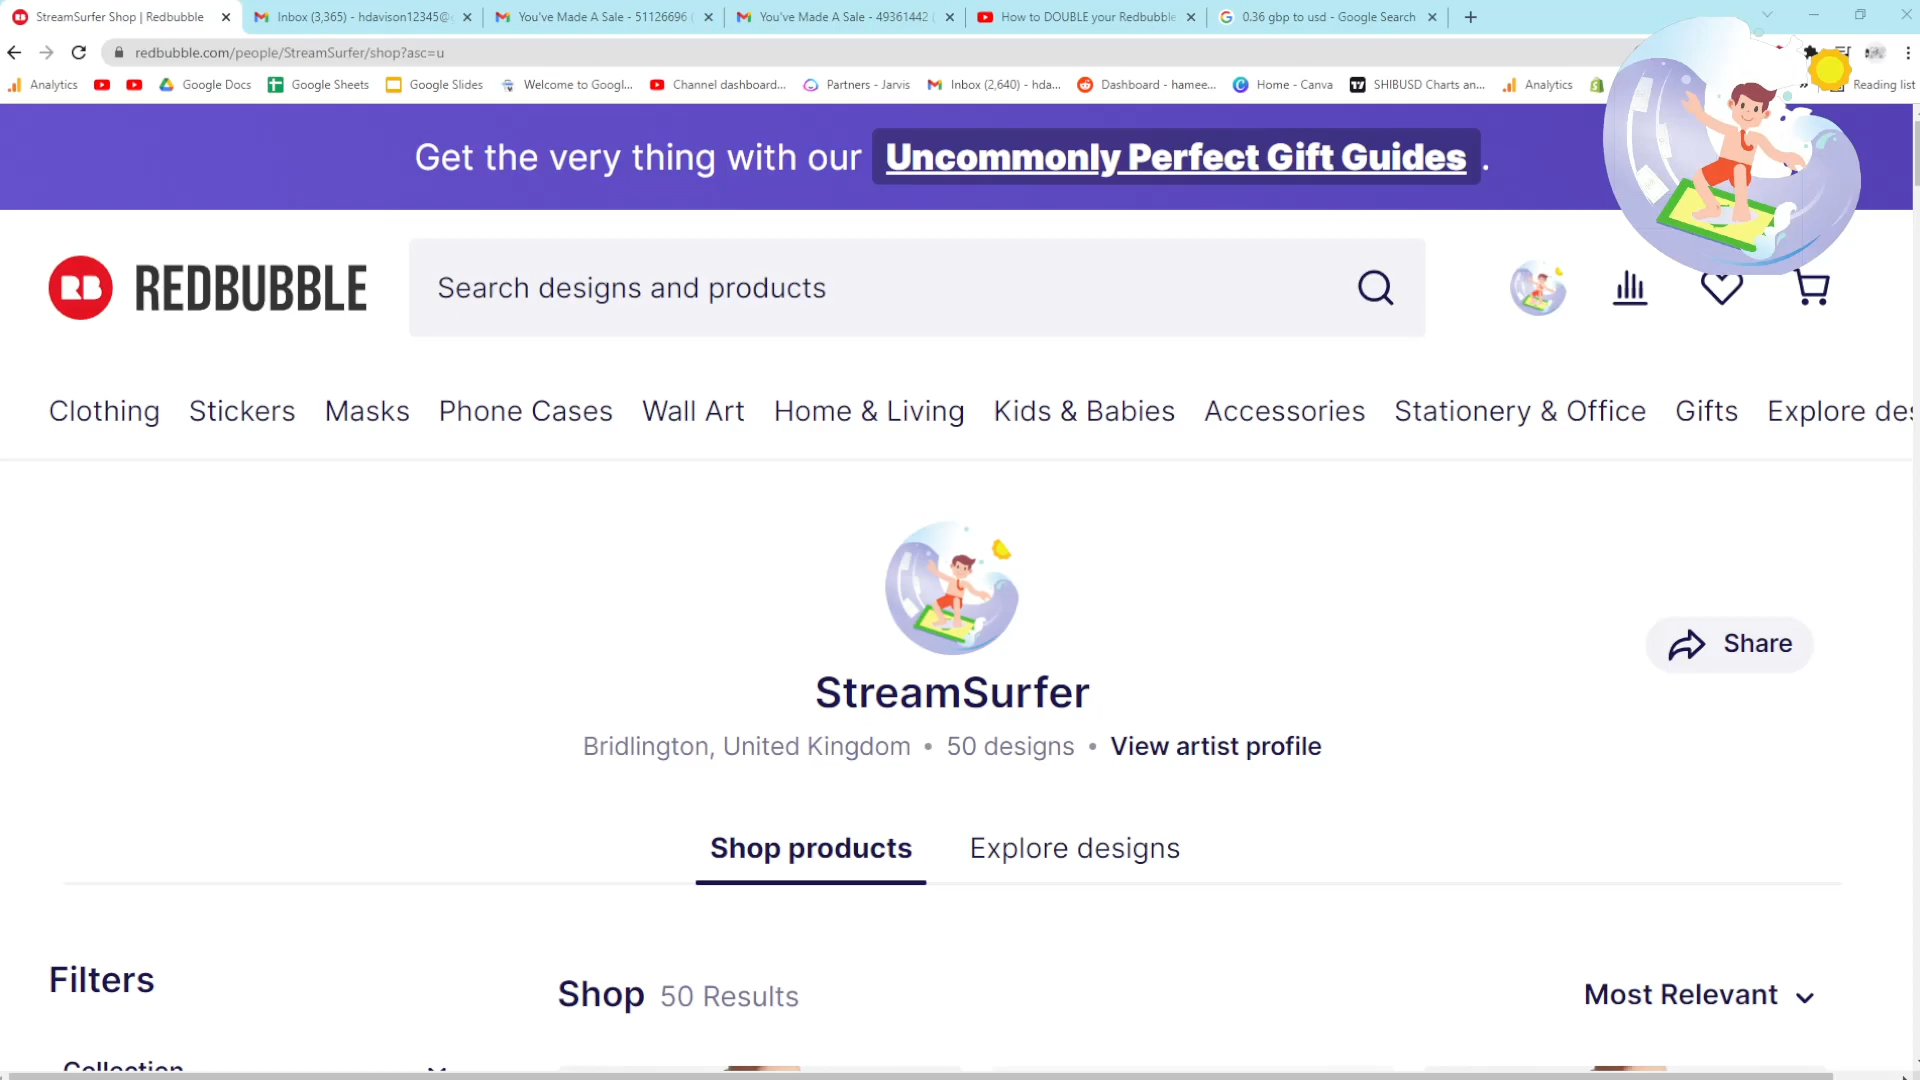 StreamSurfer Shop | Redbubble
Inbox (3,365) - hdavison12345@
You've Made A Sale - 51126696 (
You've Made A Sale - 49361442 (
How to DOUBLE your Redbubble
0.36 gbp to usd - Google Search
redbubble.com/people/StreamSurfer/shop?asc=u
Analytics
Google Docs
Google Sheets
Google Slides
Welcome to Googl...
Channel dashboard...
Partners - Jarvis
Inbox (2,640) - hda...
Dashboard - hamee...
Home - Canva
SHIBUSD Charts an...
Analytics
Reading list
Get the very thing with our Uncommonly Perfect Gift Guides .
RB REDBUBBLE
Search designs and products
Clothing Stickers Masks Phone Cases Wall Art Home & Living Kids & Babies Accessories Stationery & Office Gifts Explore des
Share
StreamSurfer
Bridlington, United Kingdom • 50 designs • View artist profile
Shop products Explore designs
Filters
Shop 50 Results
Most Relevant
Collection